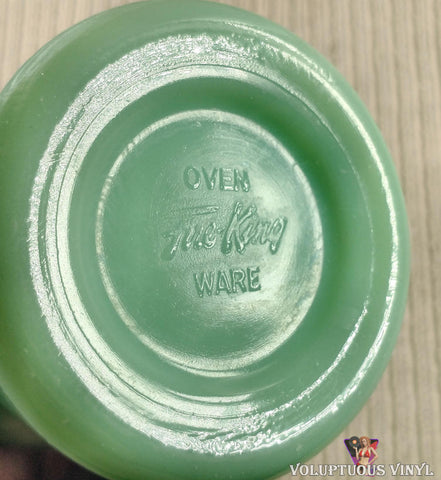 OVEN
Fire-King
WARE
VOLUPTUOUS VINYL